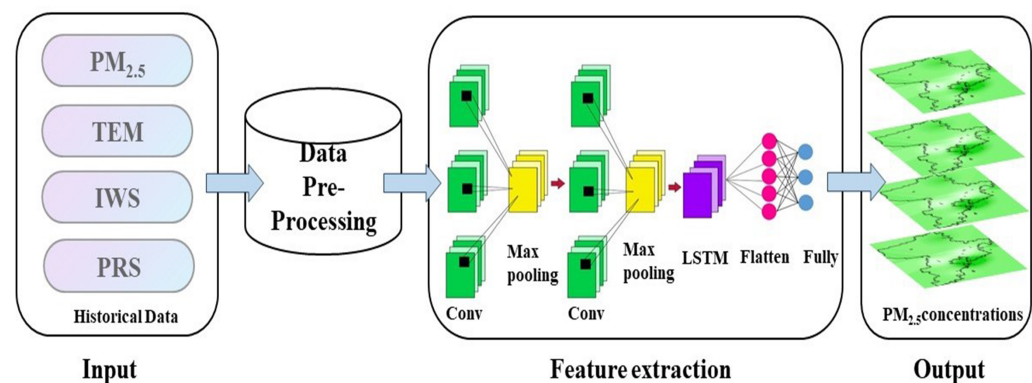 PM2.5
TEM
IWS
PRS
Historical Data
Input
Data
Pre-
Processing
Conv
Max
pooling
Conv
Max
pooling
LSTM
Flatten
Fully
Feature extraction
PM2.5concentrations
Output